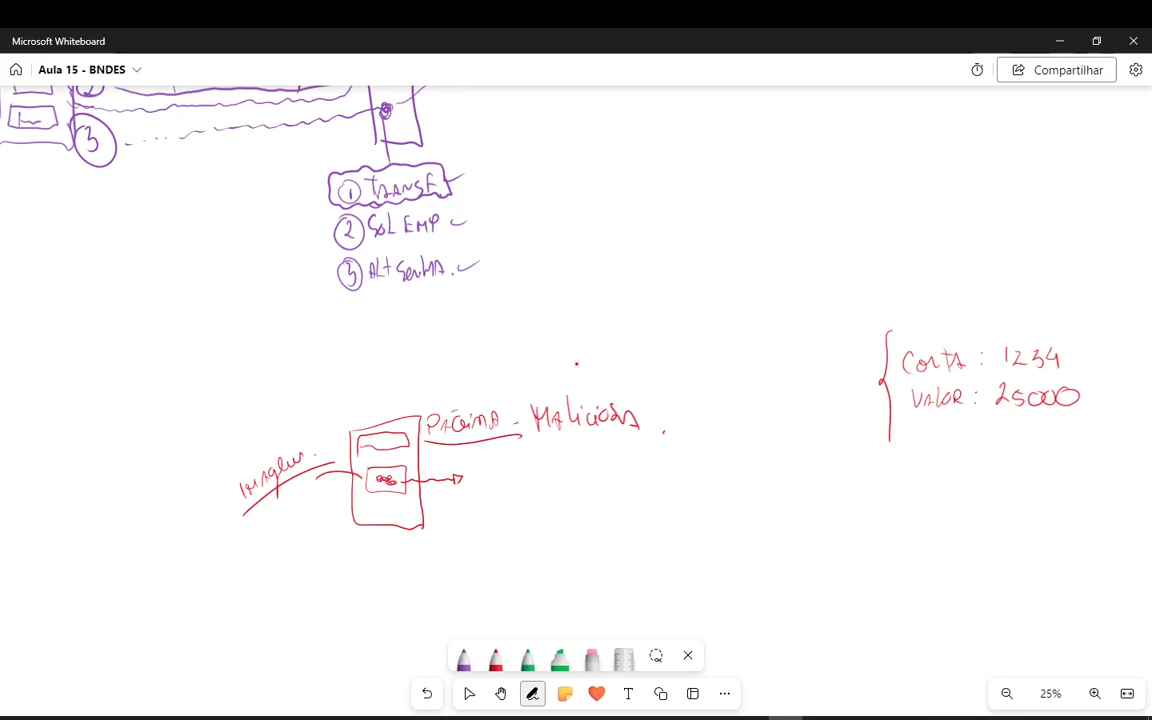 Microsoft Whiteboard
Aula 15 - BNDES
Compartilhar
3
1 TRANSF
2 SOL EMP
3 ALT SENHA.
CONTA : 1234
VALOR : 25000
PÁGINA - MALICIOSA
25%